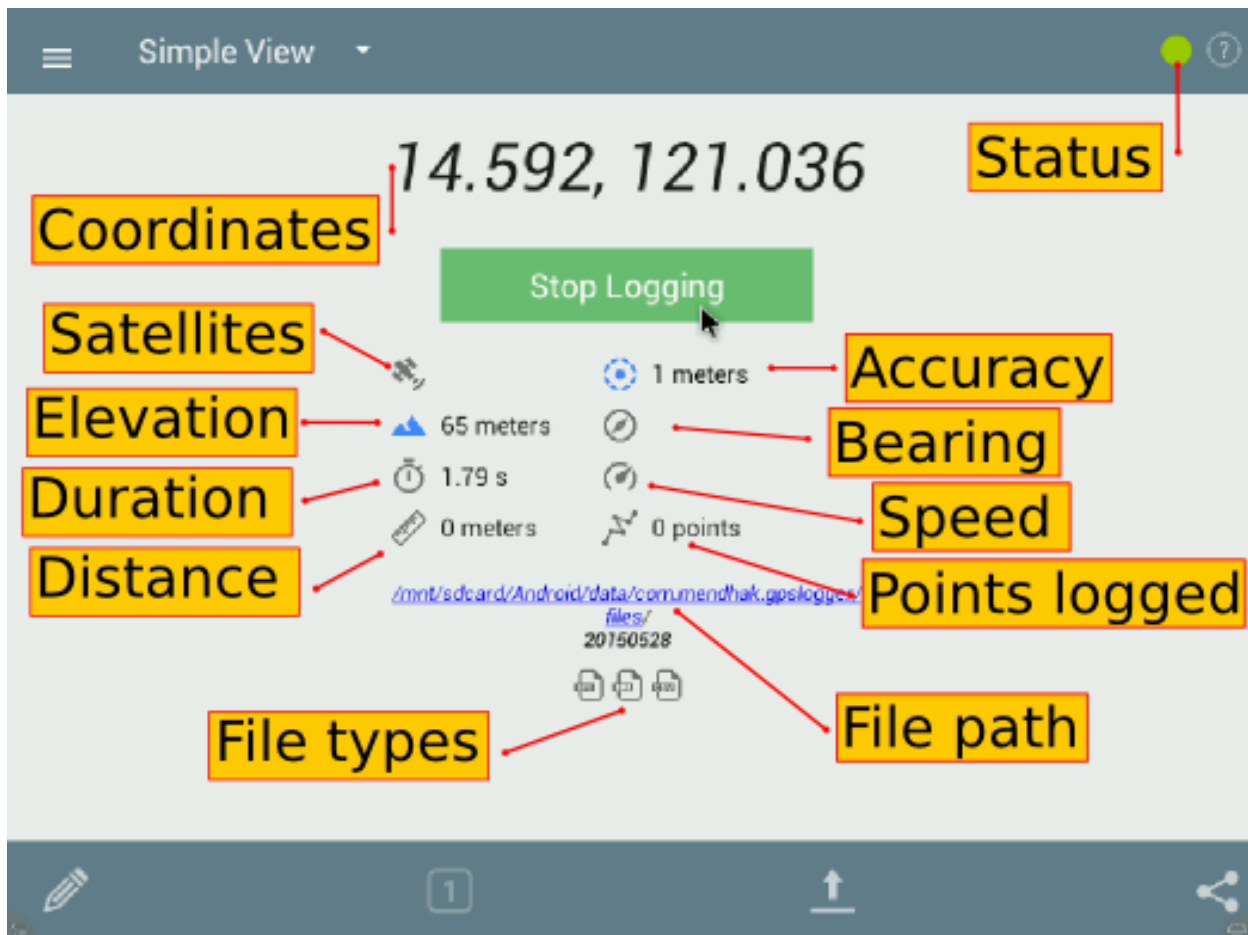 Simple View
?
Status
14.592, 121.036
Coordinates
Stop Logging
Satellites
1 meters
Accuracy
Elevation
65 meters
Bearing
Duration
1.79 s
Speed
Distance
0 meters
0 points
Points logged
/mnt/sdcard/Android/data/com.mendhak.gpslogger/
files/
20150528
File types
File path
1